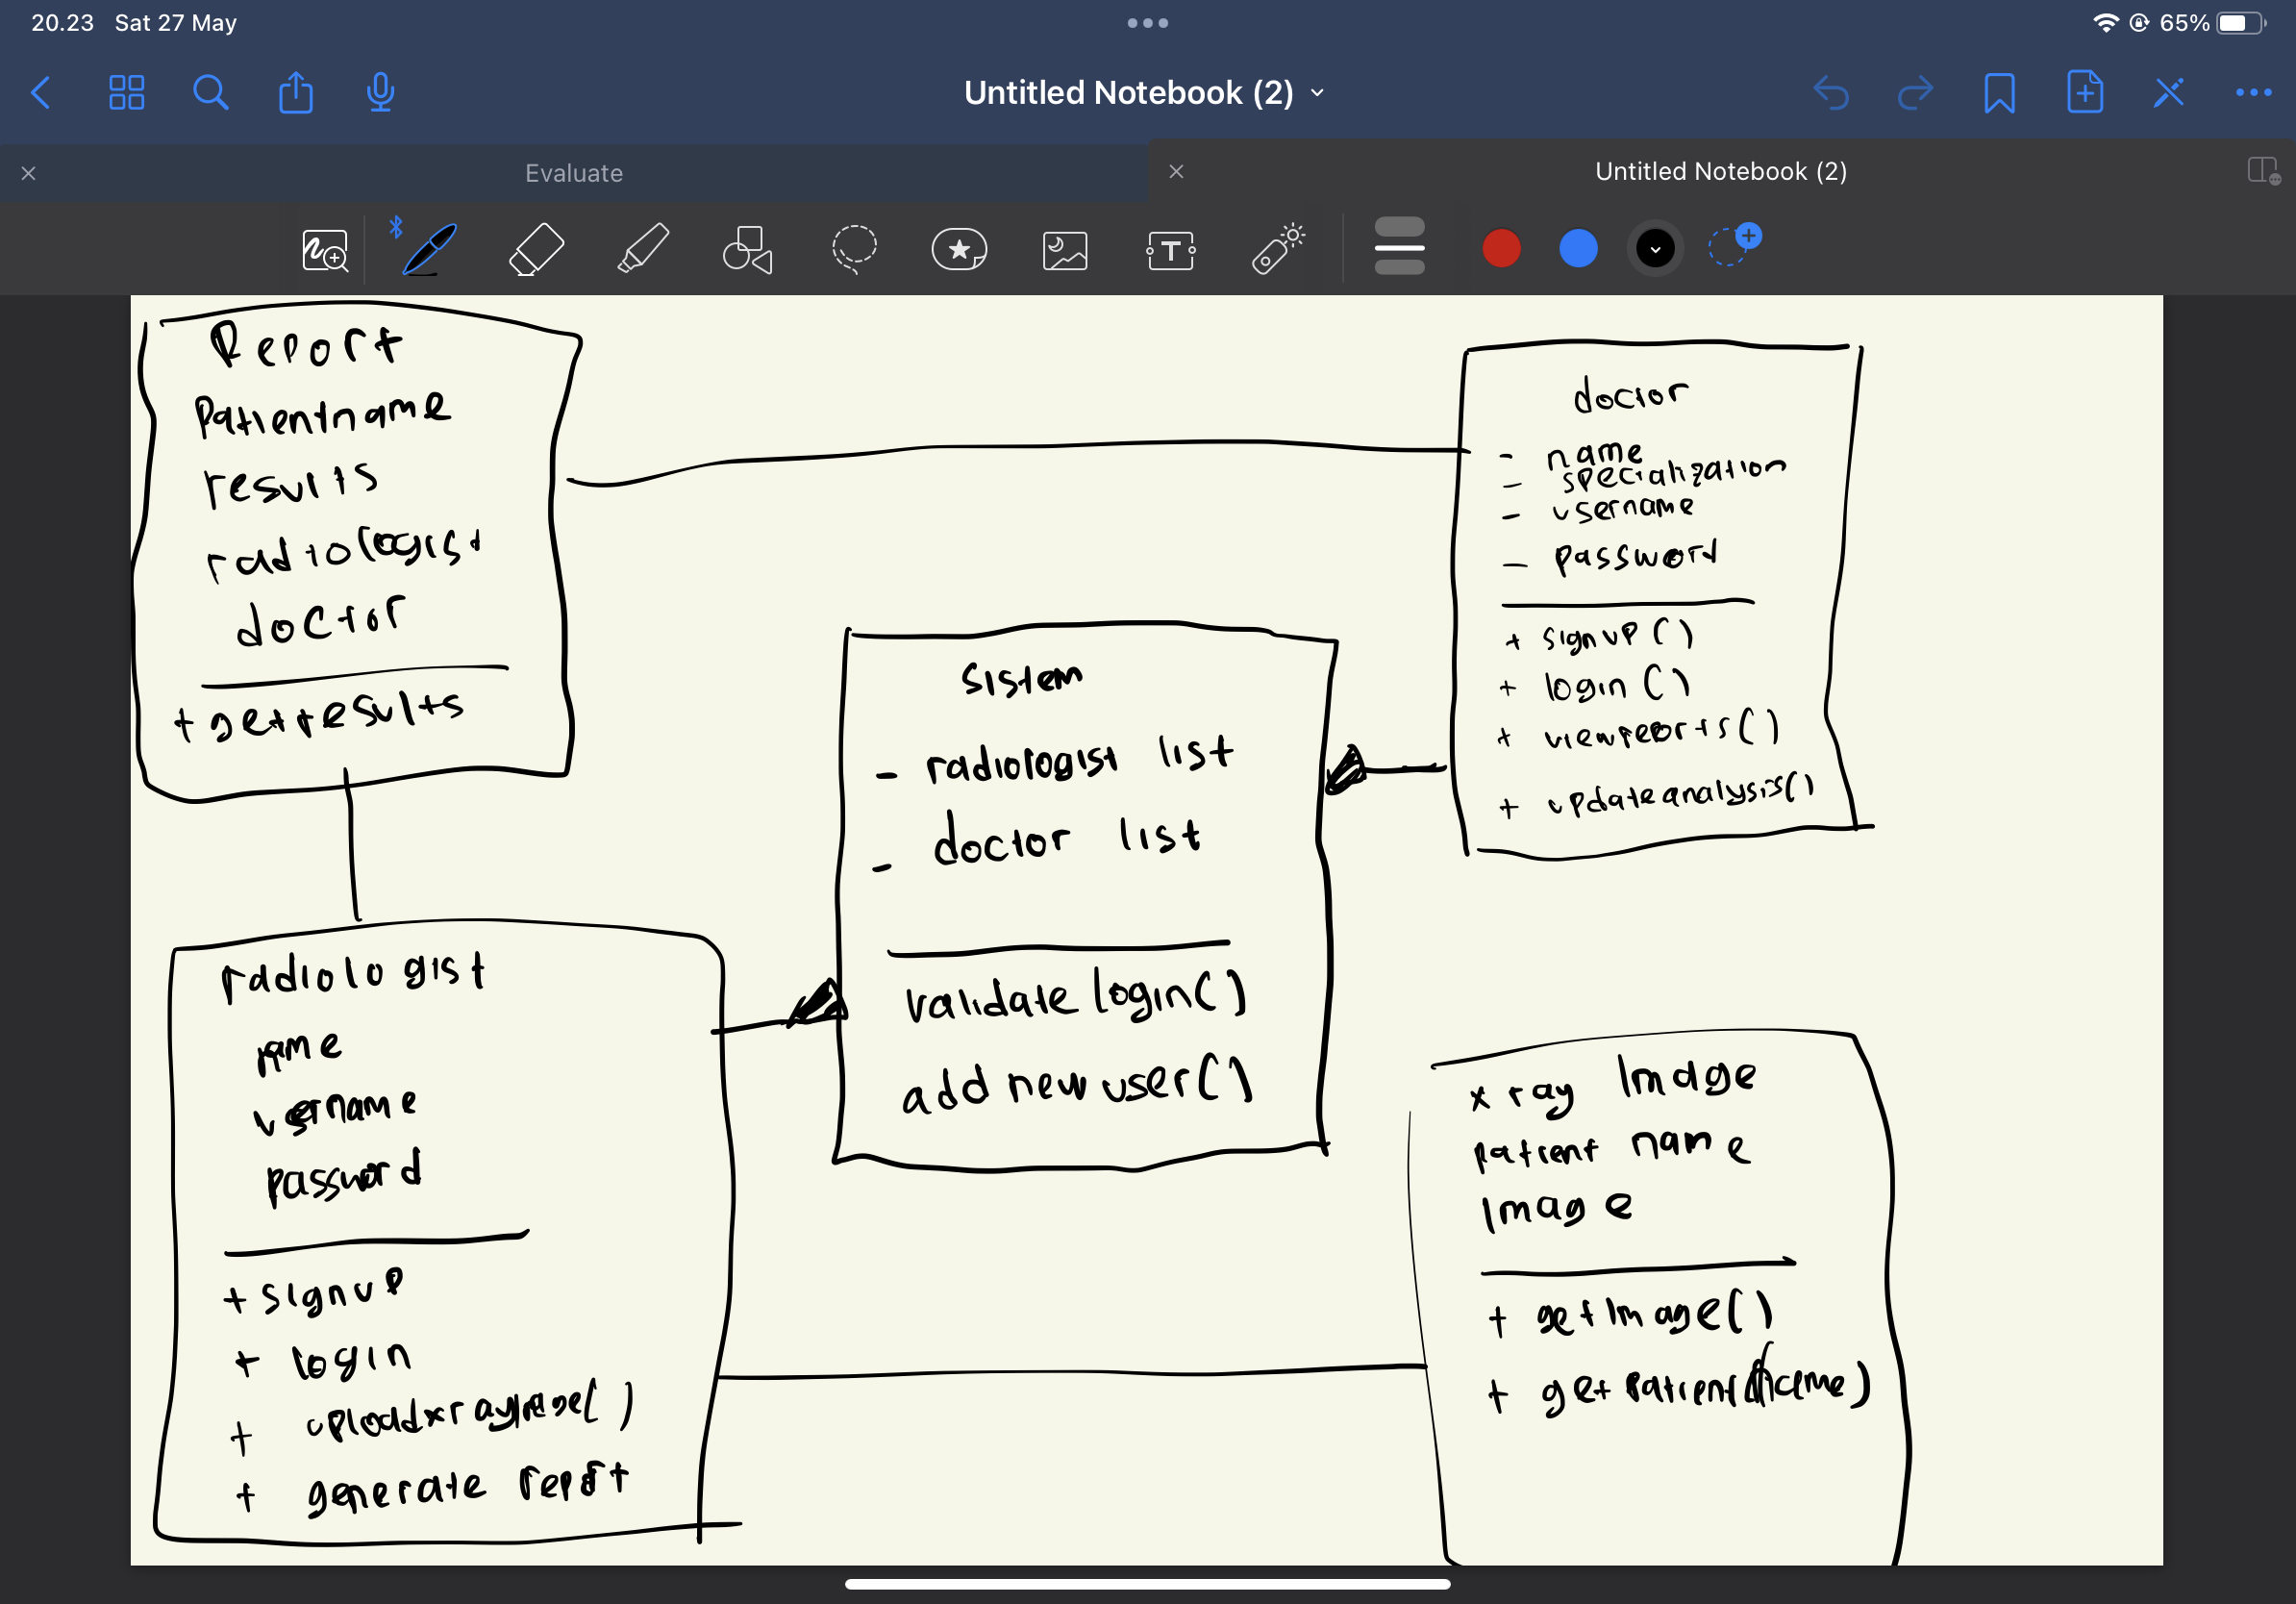 20.23 Sat 27 May
65%
Untitled Notebook (2)
Evaluate
Untitled Notebook (2)
Report
Patientname
results
radiologist
doctor
+ getresults
doctor
- name
- specialization
- username
- password
+ signup ()
+ login ()
+ viewreports()
+ updateanalysis()
sistem
- radiologist list
- doctor list
validate login()
add new user()
radiologist
name
username
password
+ signup
+ login
+ uploadxrayimage()
+ generate report
x ray Image
patient name
Image
+ getImage()
+ getPatient(name)